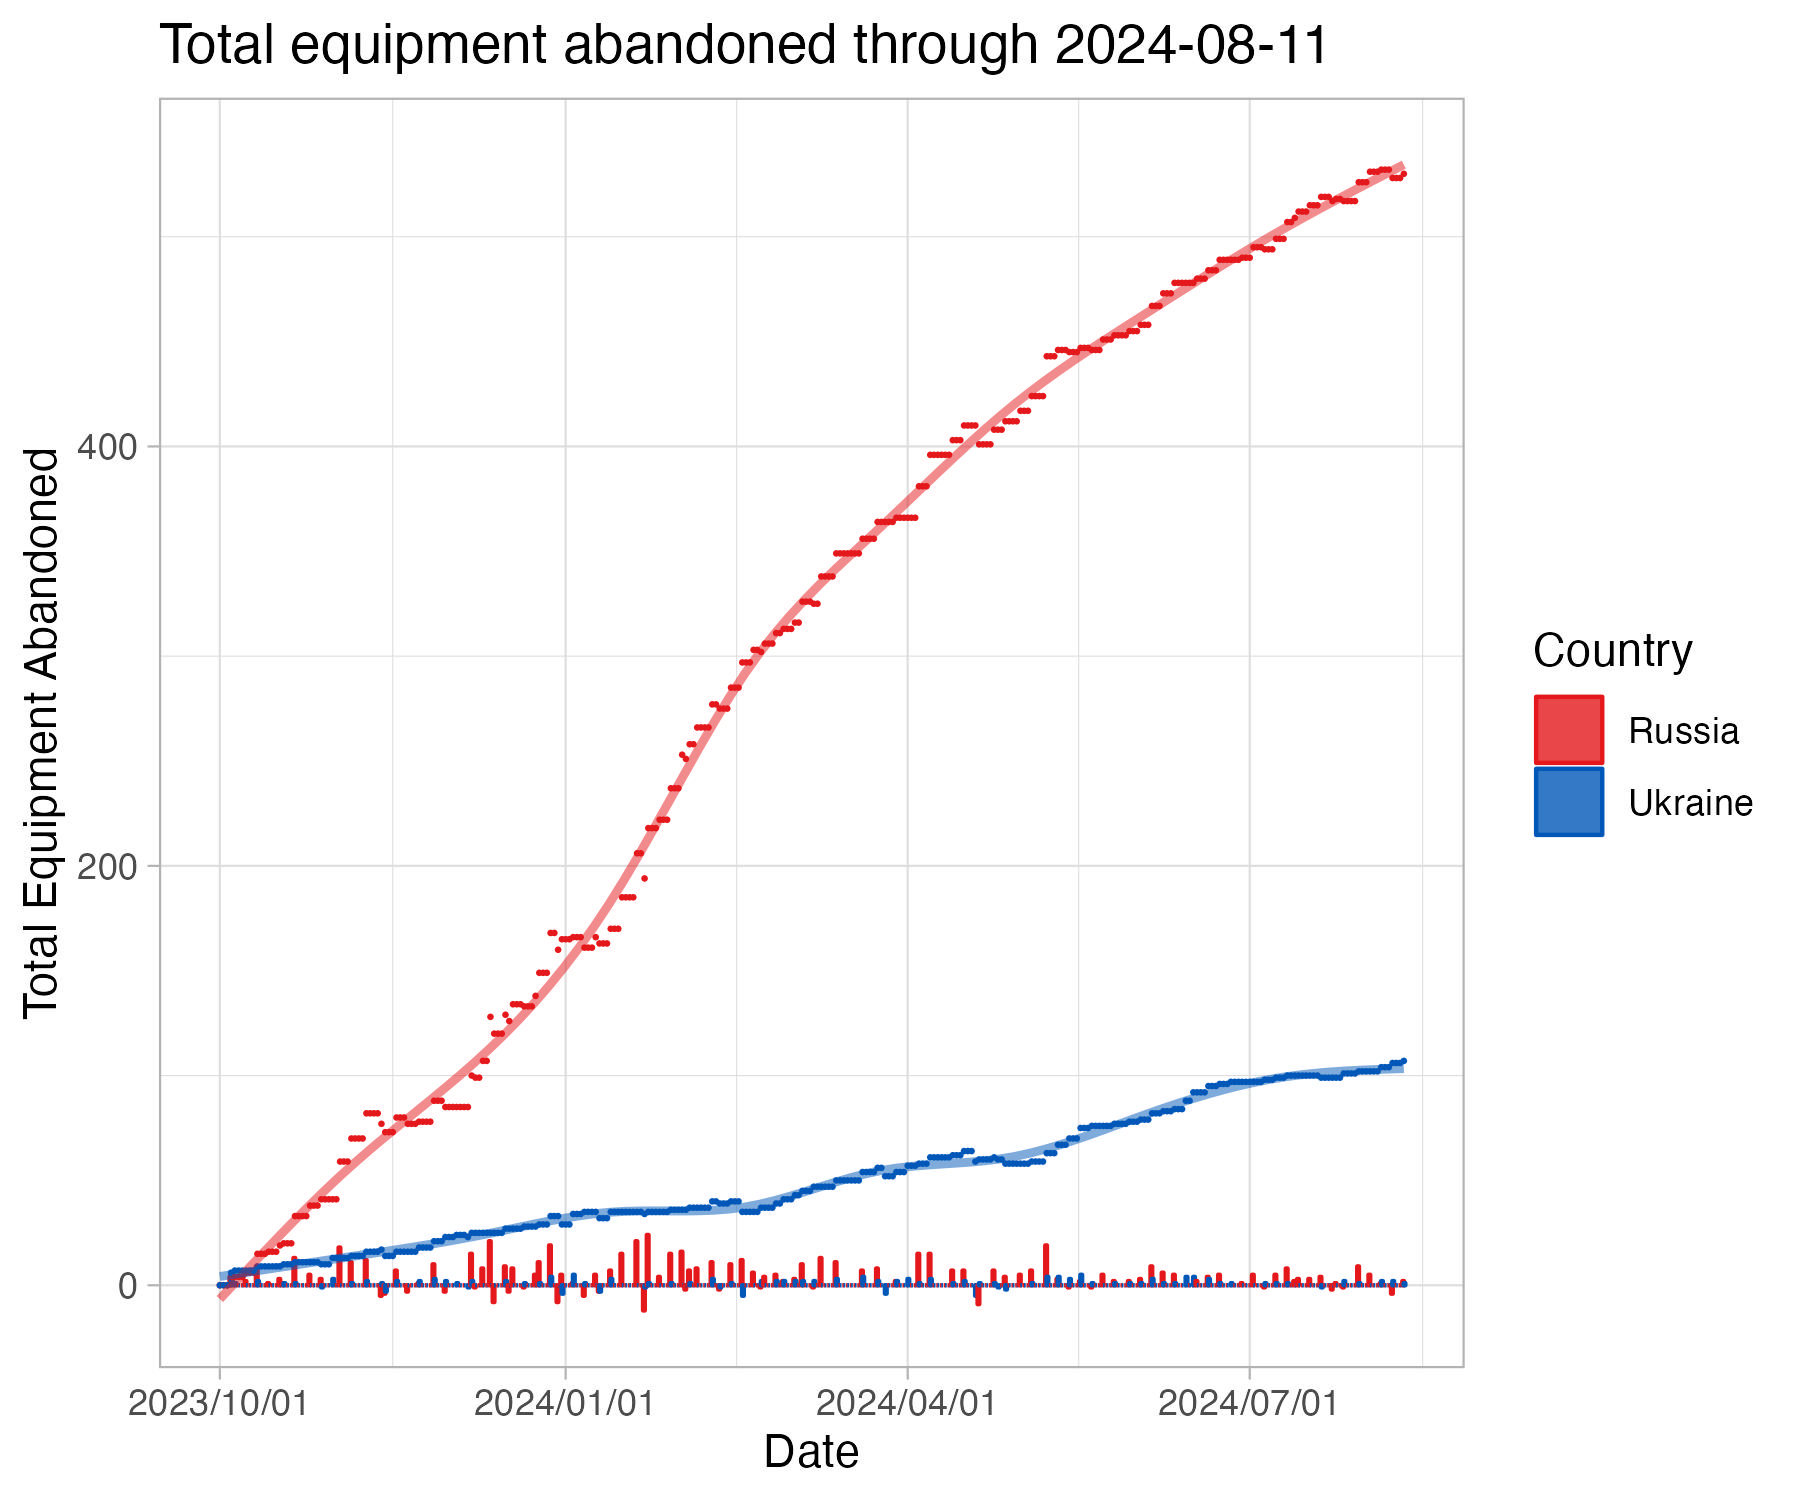 Total equipment abandoned through 2024-08-11
Total Equipment Abandoned
400
200
0
2023/10/01
2024/01/01
2024/04/01
2024/07/01
Date
Country
Russia
Ukraine